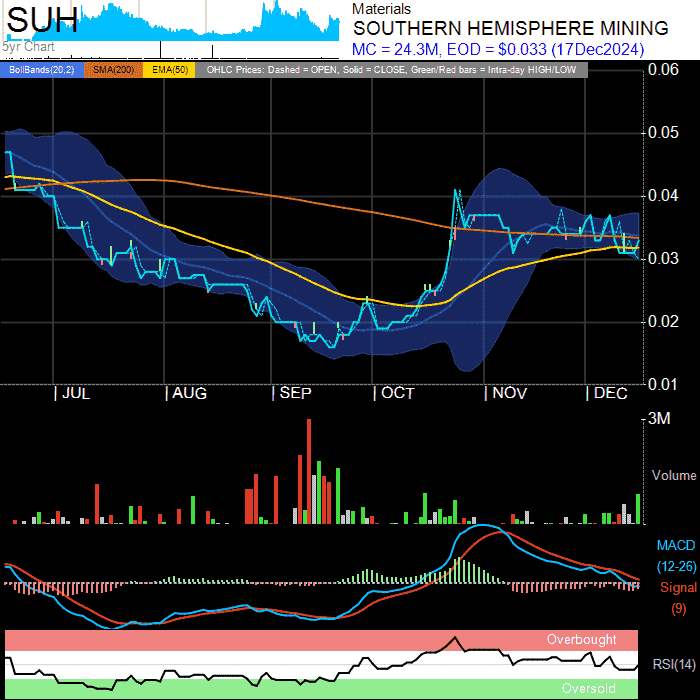 SUH
5yr Chart
Materials
SOUTHERN HEMISPHERE MINING
MC = 24.3M, EOD = $0.033 (17Dec2024)
BollBands(20,2) SMA(200) EMA(50) OHLC Prices: Dashed = OPEN, Solid = CLOSE, Green/Red bars = Intra-day HIGH/LOW
0.06
0.05
0.04
0.03
0.02
0.01
| JUL | AUG | SEP | OCT | NOV | DEC
3M
Volume
MACD
(12-26)
Signal
(9)
Overbought
RSI(14)
Oversold